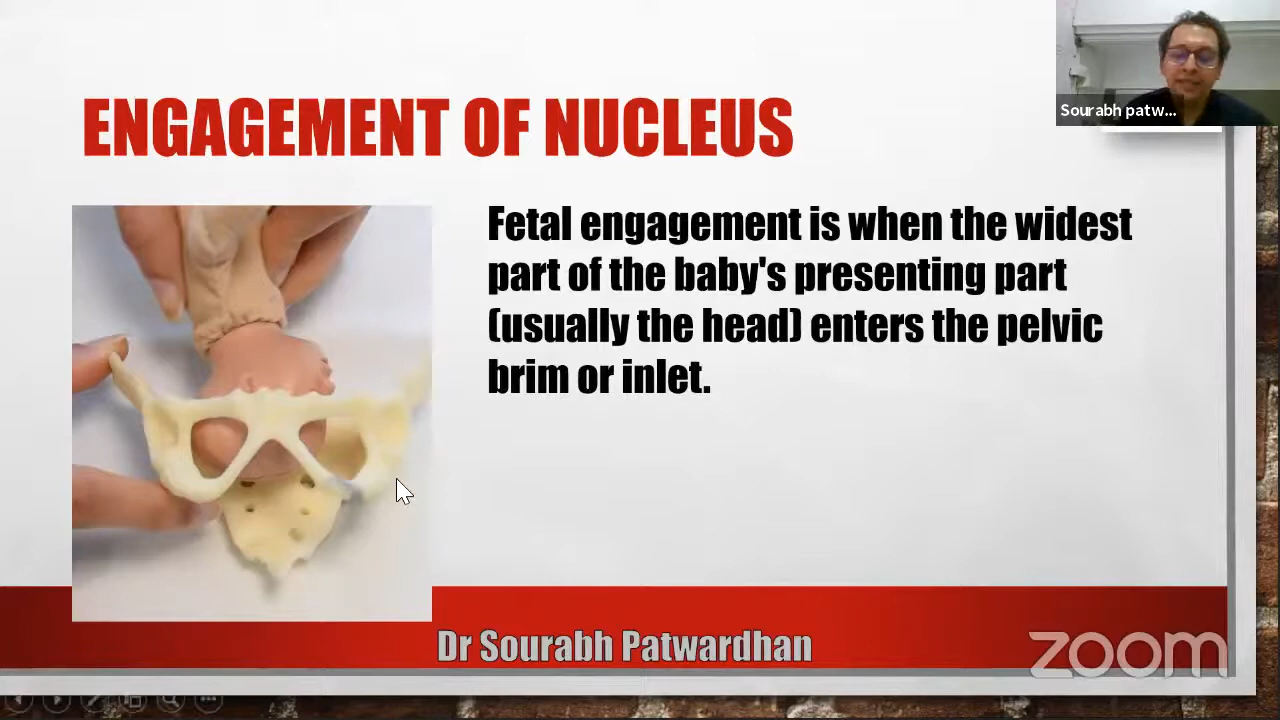 Sourabh patw...
ENGAGEMENT OF NUCLEUS
Fetal engagement is when the widest
part of the baby's presenting part
(usually the head) enters the pelvic
brim or inlet.
Dr Sourabh Patwardhan
zoom